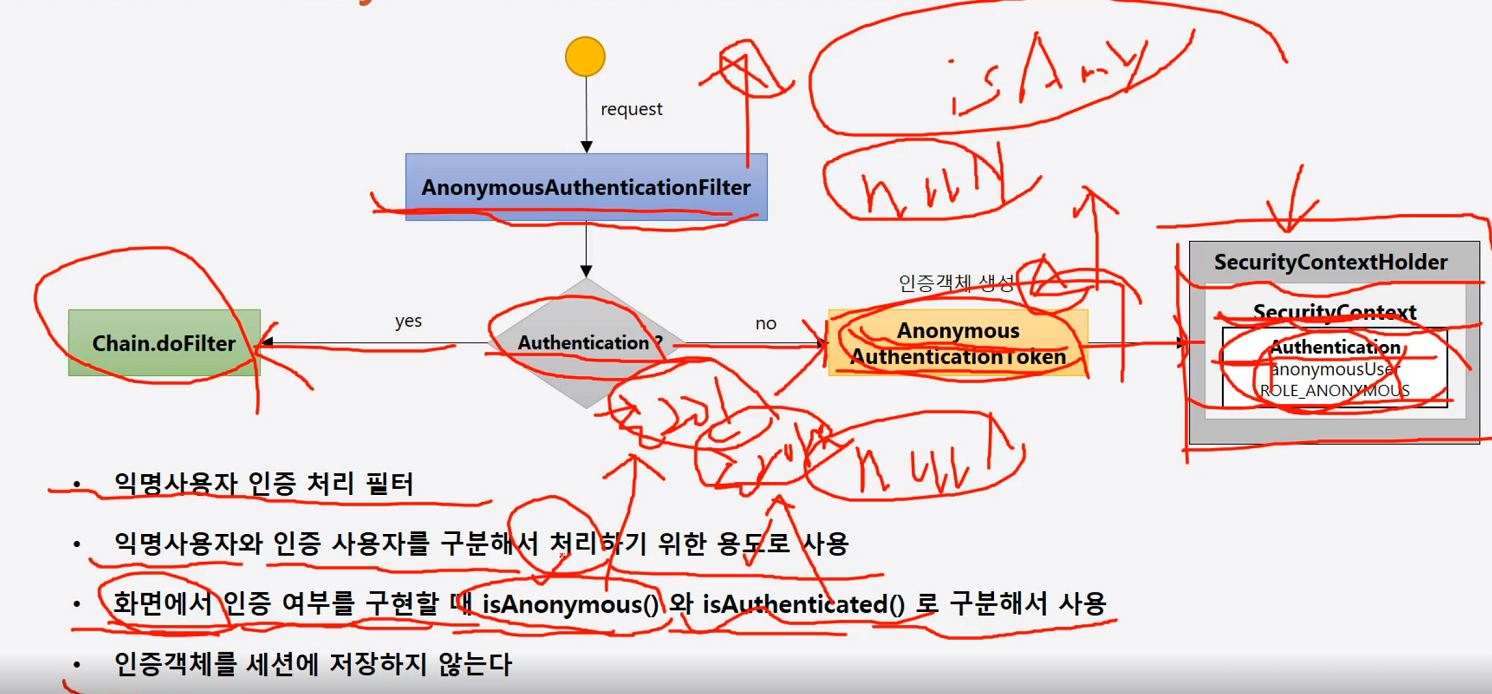 isAny
request
null
AnonymousAuthenticationFilter
SecurityContextHolder
인증객체 생성
SecurityContext
yes
no
Chain.doFilter
Authentication ?
Anonymous
AuthenticationToken
Authentication
anonymousUser
ROLE_ANONYMOUS
null
• 익명사용자 인증 처리 필터
• 익명사용자와 인증 사용자를 구분해서 처리하기 위한 용도로 사용
• 화면에서 인증 여부를 구현할 때 isAnonymous() 와 isAuthenticated() 로 구분해서 사용
• 인증객체를 세션에 저장하지 않는다